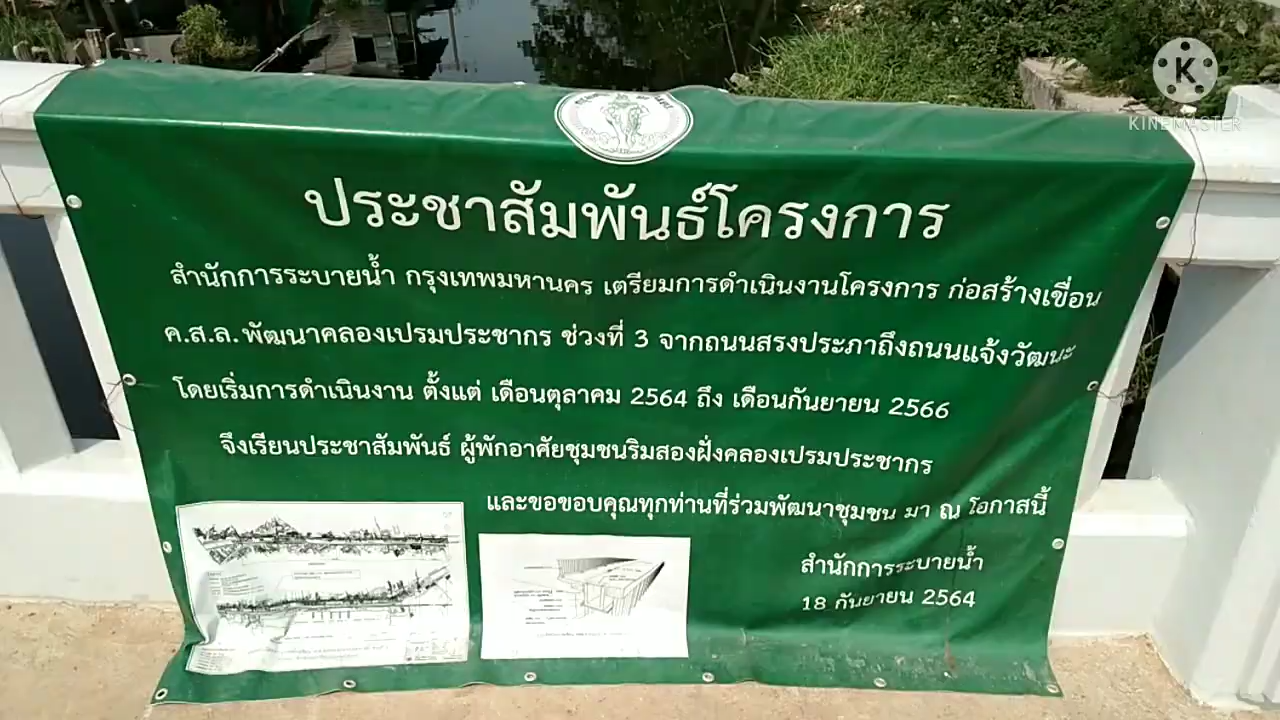 KINEMASTER
ประชาสัมพันธ์โครงการ
สำนักการระบายน้ำ กรุงเทพมหานคร เตรียมการดำเนินงานโครงการ ก่อสร้างเขื่อน
ค.ส.ล.พัฒนาคลองเปรมประชากร ช่วงที่ 3 จากถนนสรงประภาถึงถนนแจ้งวัฒนะ
โดยเริ่มการดำเนินงาน ตั้งแต่ เดือนตุลาคม 2564 ถึง เดือนกันยายน 2566
จึงเรียนประชาสัมพันธ์ ผู้พักอาศัยชุมชนริมสองฝั่งคลองเปรมประชากร
และขอขอบคุณทุกท่านที่ร่วมพัฒนาชุมชน มา ณ โอกาสนี้
สำนักการระบายน้ำ
18 กันยายน 2564